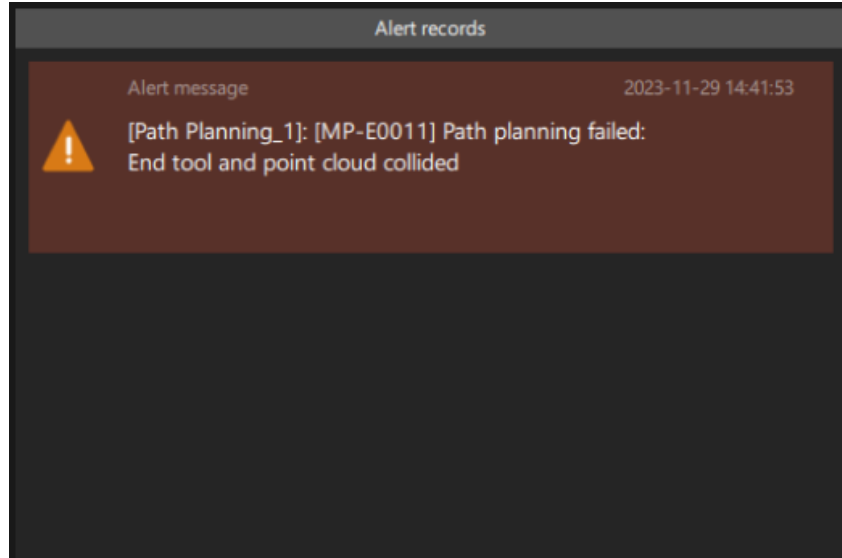 Alert records
Alert message 2023-11-29 14:41:53
[Path Planning_1]: [MP-E0011] Path planning failed:
End tool and point cloud collided